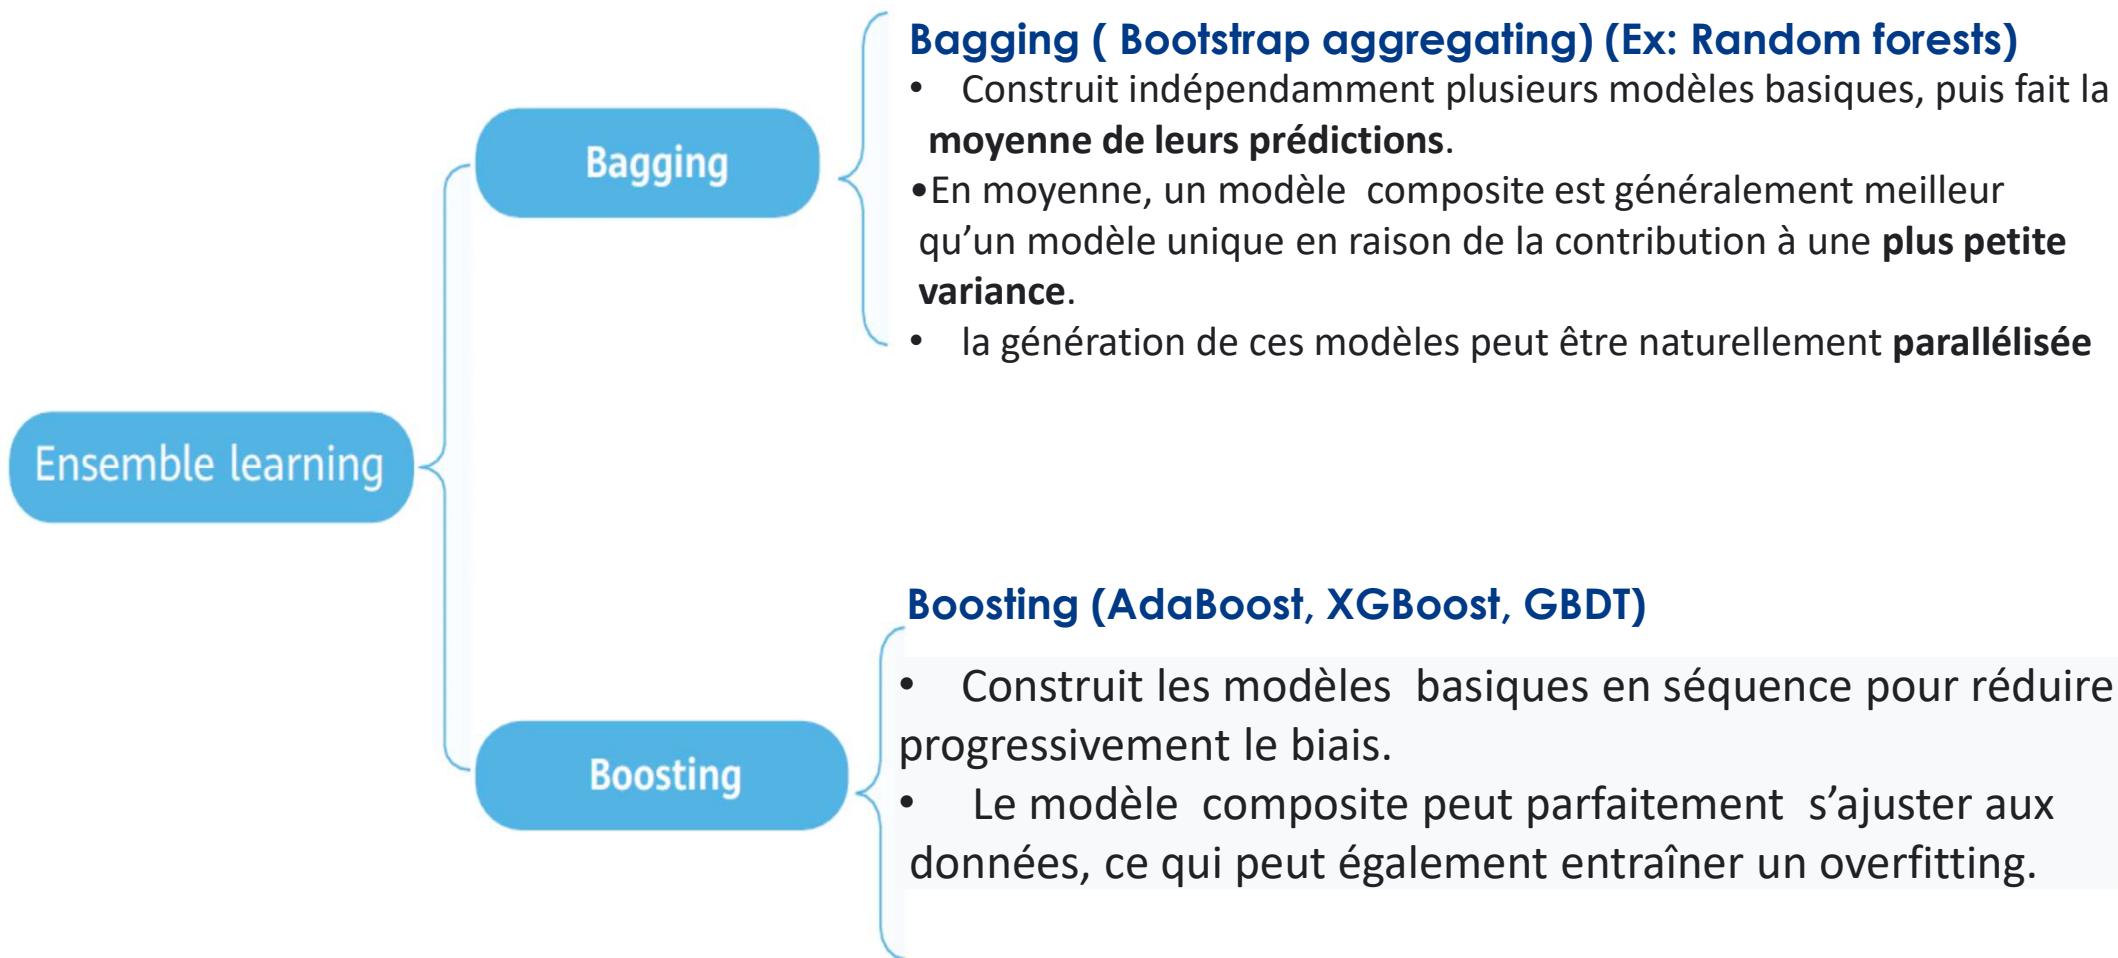 Ensemble learning
Bagging
Bagging ( Bootstrap aggregating) (Ex: Random forests)
• Construit indépendamment plusieurs modèles basiques, puis fait la
moyenne de leurs prédictions.
•En moyenne, un modèle composite est généralement meilleur
qu’un modèle unique en raison de la contribution à une plus petite
variance.
• la génération de ces modèles peut être naturellement parallélisée
Boosting
Boosting (AdaBoost, XGBoost, GBDT)
• Construit les modèles basiques en séquence pour réduire
progressivement le biais.
• Le modèle composite peut parfaitement s’ajuster aux
données, ce qui peut également entraîner un overfitting.